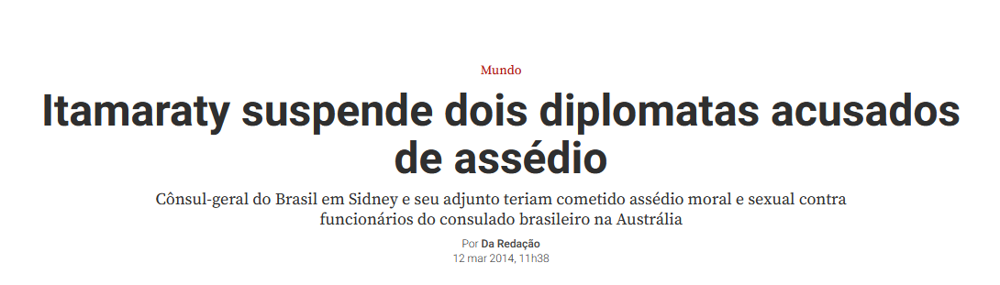 Mundo
Itamaraty suspende dois diplomatas acusados
de assédio
Cônsul-geral do Brasil em Sidney e seu adjunto teriam cometido assédio moral e sexual contra
funcionários do consulado brasileiro na Austrália
Por Da Redação
12 mar 2014, 11h38